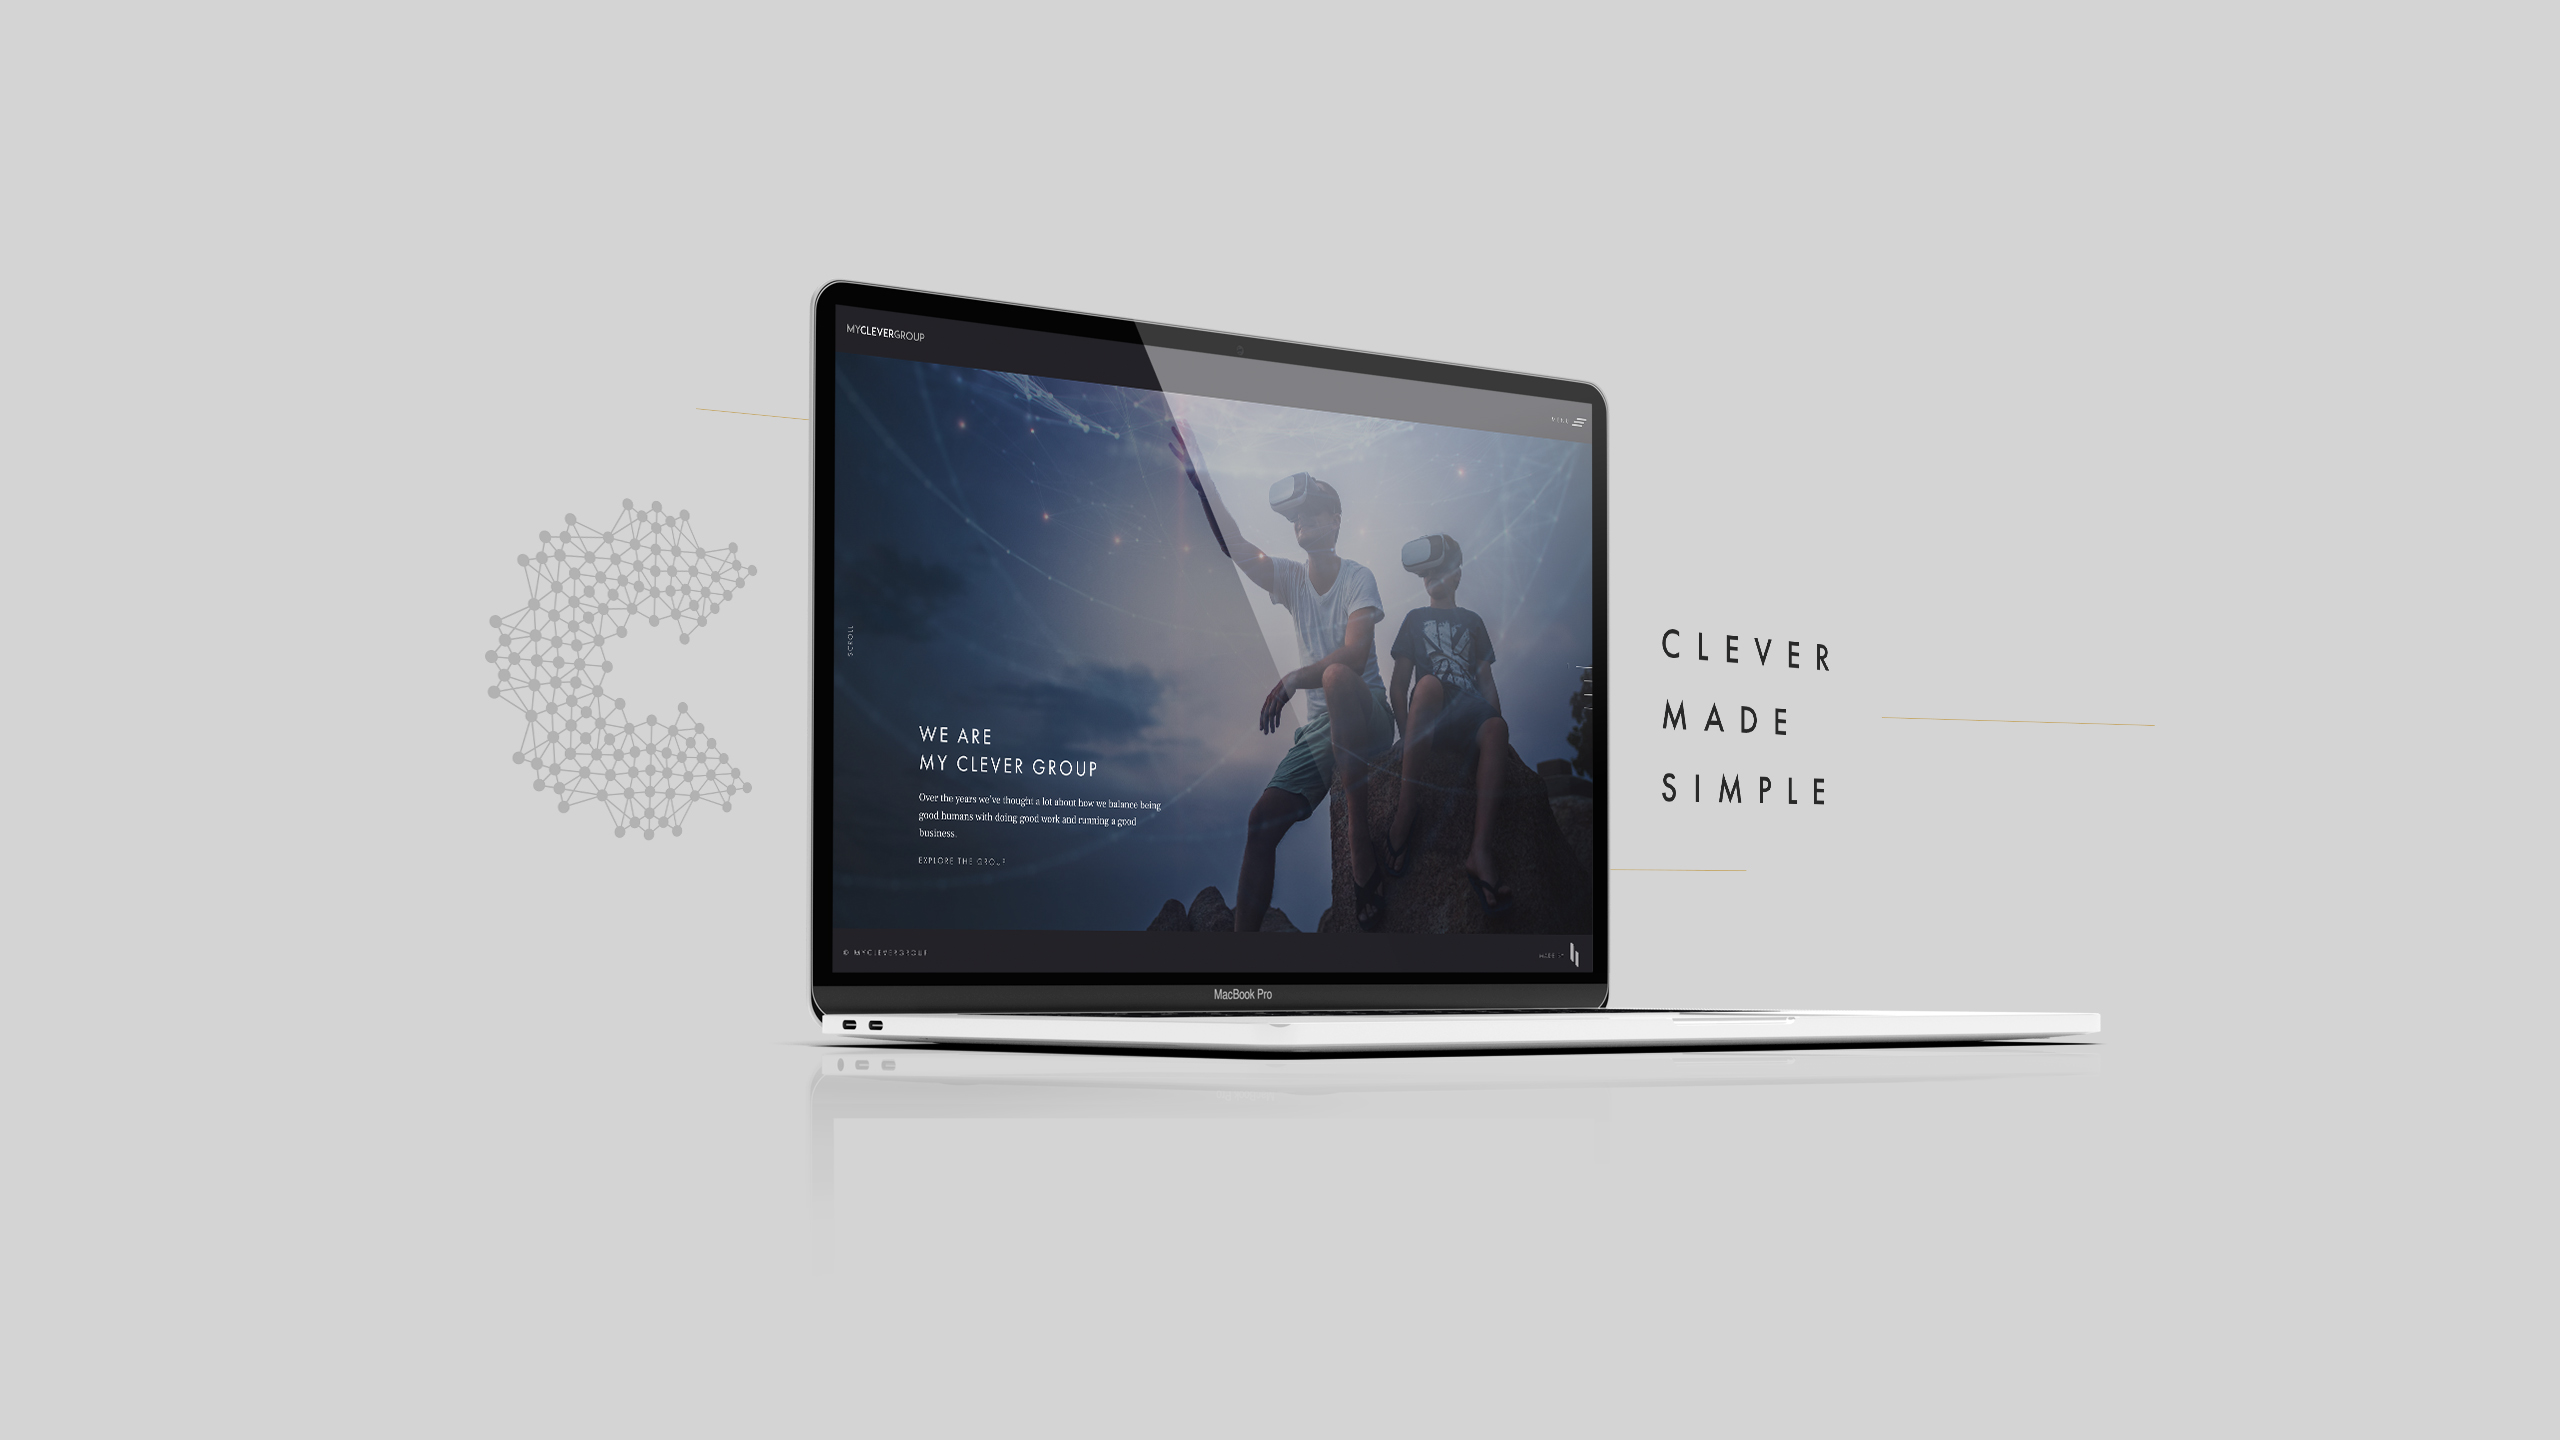 MYCLEVERGROUP
MENU
SCROLL
WE ARE
MY CLEVER GROUP
Over the years we've thought a lot about how we balance being
good humans with doing good work and running a good
business.
EXPLORE THE GROUP
© MYCLEVERGROUP
MADE BY
MacBook Pro
CLEVER
MADE
SIMPLE